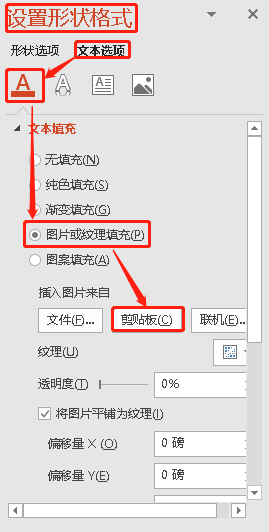 设置形状格式
形状选项 文本选项
A A A
文本填充
无填充(N)
纯色填充(S)
渐变填充(G)
图片或纹理填充(P)
图案填充(A)
插入图片来自
文件(F)... 剪贴板(C) 联机(E)...
纹理(U)
透明度(T) 0%
将图片平铺为纹理(I)
偏移量 X (O) 0 磅
偏移量 Y(E) 0 磅